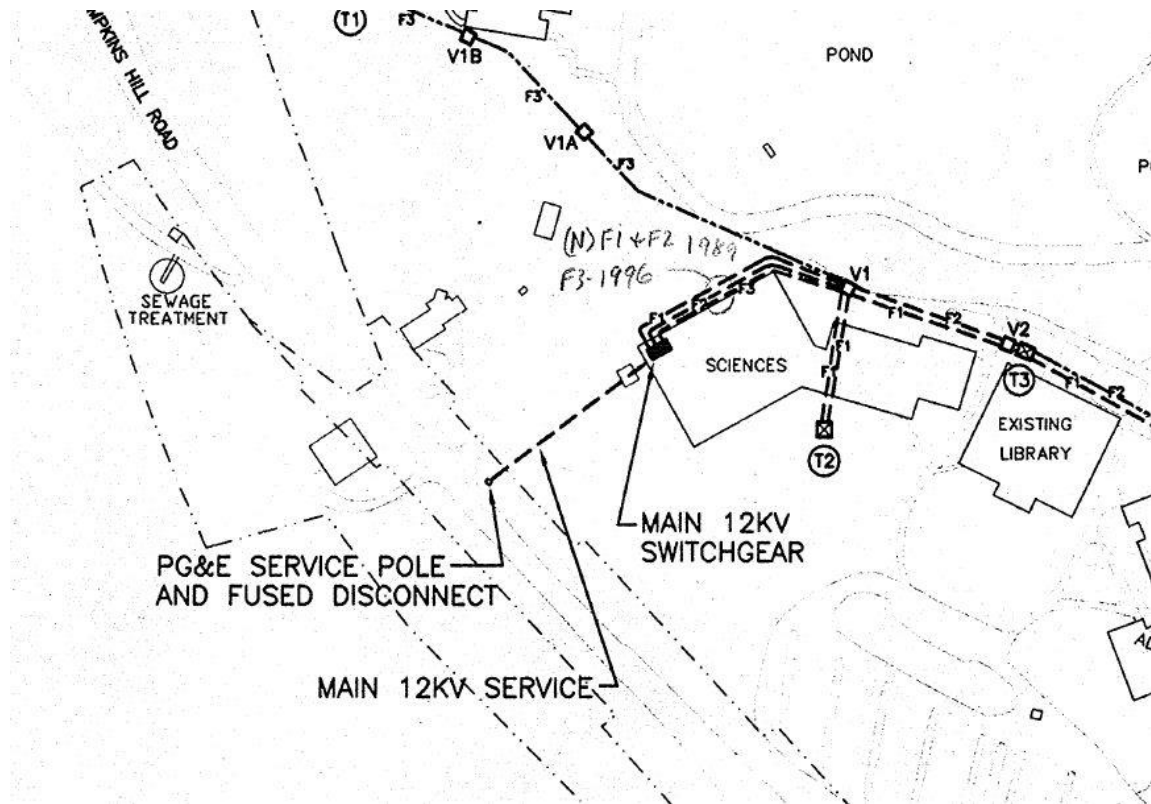 T1
F3
V1B
MPKINS HILL ROAD
POND
F3
V1A
F3
(N) F1 & F2 1989
F3-1996
V1
SEWAGE
TREATMENT
F1
F2
F3
F1
F2
V2
SCIENCES
F1
T3
F1
F2
EXISTING
LIBRARY
T2
MAIN 12KV
SWITCHGEAR
PG&E SERVICE POLE
AND FUSED DISCONNECT
MAIN 12KV SERVICE